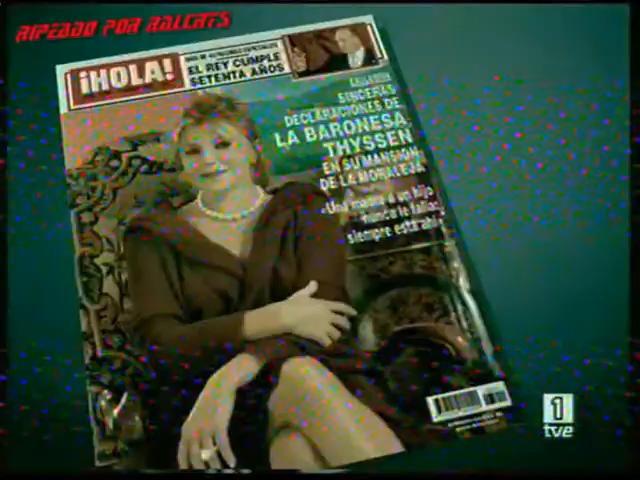 RIPEADO POR RALCRTS
¡HOLA!
EL REY CUMPLE
SETENTA AÑOS
SINCERAS
DECLARACIONES DE
LA BARONESA
THYSSEN
EN SU MANSIÓN
DE LA MORALEJA
«Una madre a un hijo
nunca le falla,
siempre está ahí»
1
tve